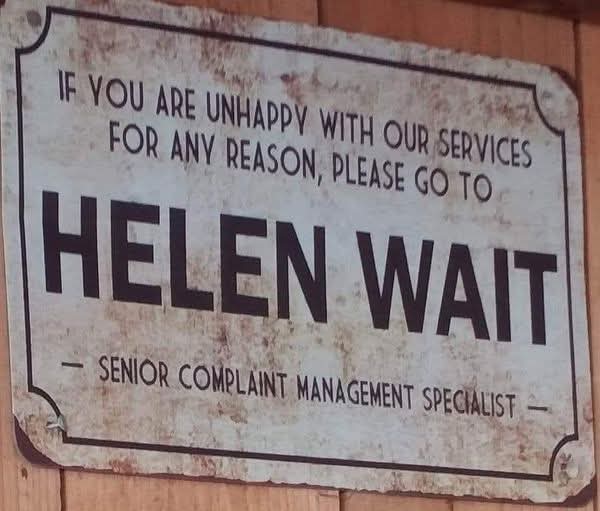 IF YOU ARE UNHAPPY WITH OUR SERVICES
FOR ANY REASON, PLEASE GO TO
HELEN WAIT
— SENIOR COMPLAINT MANAGEMENT SPECIALIST —